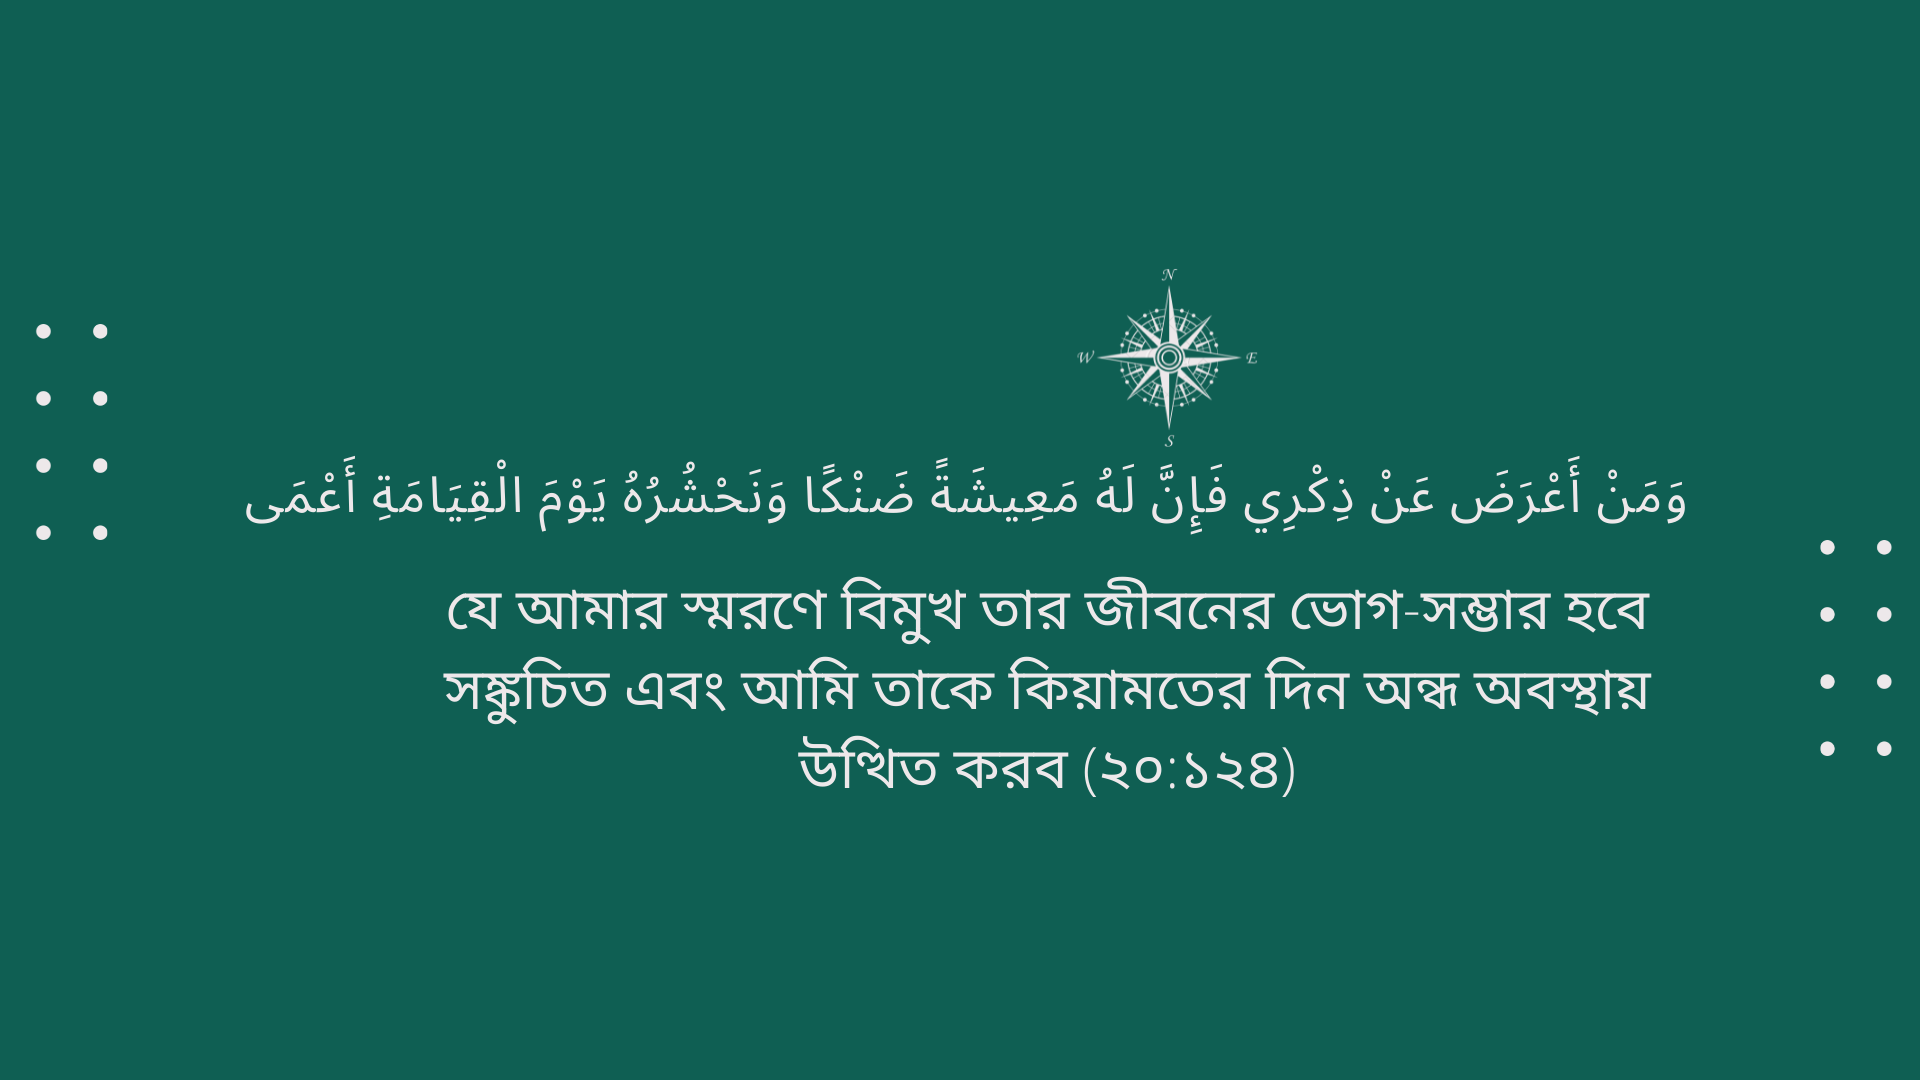 N
W E
S
وَمَنْ أَعْرَضَ عَنْ ذِكْرِي فَإِنَّ لَهُ مَعِيشَةً ضَنْكًا وَنَحْشُرُهُ يَوْمَ الْقِيَامَةِ أَعْمَى
যে আমার স্মরণে বিমুখ তার জীবনের ভোগ-সম্ভার হবে
সঙ্কুচিত এবং আমি তাকে কিয়ামতের দিন অন্ধ অবস্থায়
উত্থিত করব (২০:১২৪)